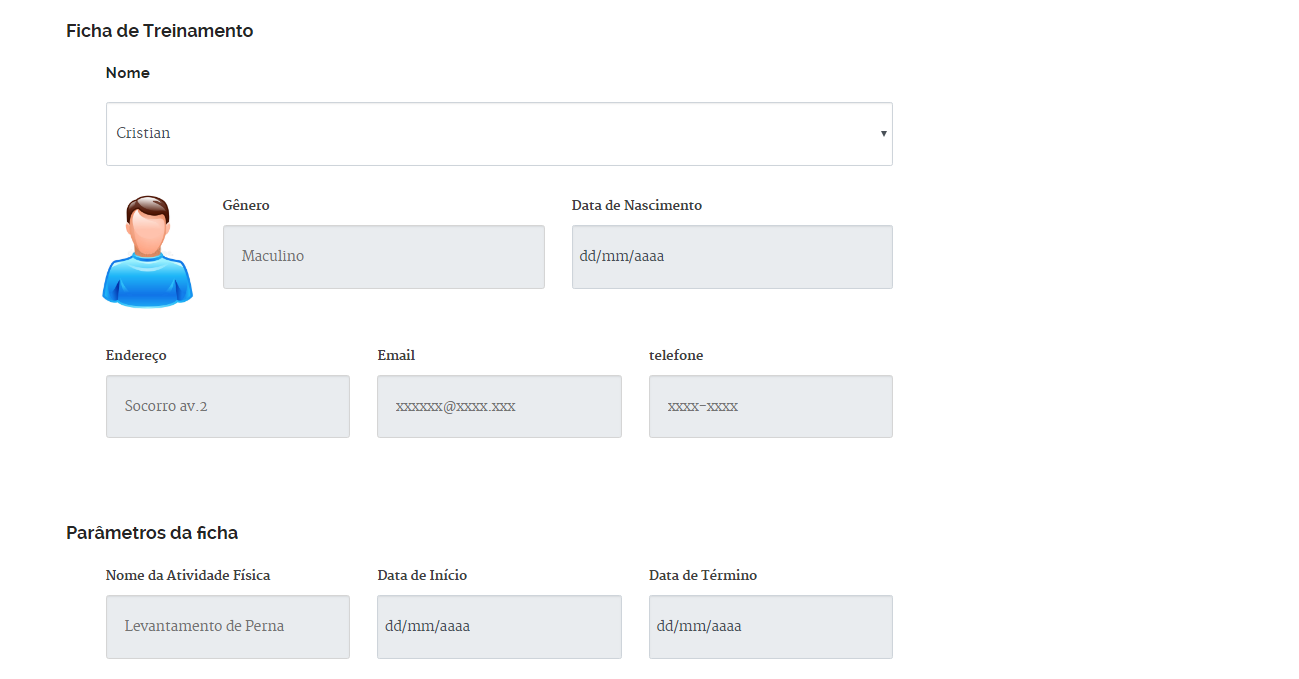 Ficha de Treinamento
Nome
Cristian
Gênero
Data de Nascimento
Maculino
dd/mm/aaaa
Endereço
Email
telefone
Socorro av.2
xxxxxx@xxxx.xxx
xxxx-xxxx
Parâmetros da ficha
Nome da Atividade Física
Data de Início
Data de Término
Levantamento de Perna
dd/mm/aaaa
dd/mm/aaaa